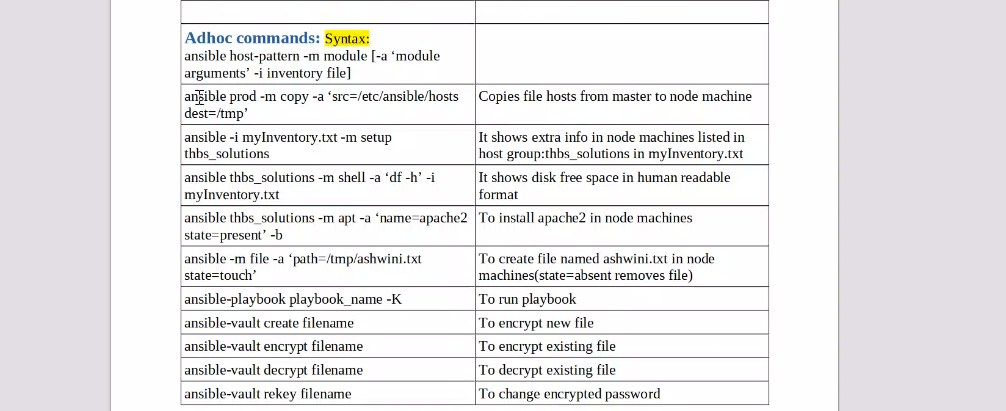 Adhoc commands: Syntax:
ansible host-pattern -m module [-a ‘module
arguments’ -i inventory file]
ansible prod -m copy -a ‘src=/etc/ansible/hosts
dest=/tmp’
Copies file hosts from master to node machine
ansible -i myInventory.txt -m setup
thbs_solutions
It shows extra info in node machines listed in
host group:thbs_solutions in myInventory.txt
ansible thbs_solutions -m shell -a ‘df -h’ -i
myInventory.txt
It shows disk free space in human readable
format
ansible thbs_solutions -m apt -a ‘name=apache2
state=present’ -b
To install apache2 in node machines
ansible -m file -a ‘path=/tmp/ashwini.txt
state=touch’
To create file named ashwini.txt in node
machines(state=absent removes file)
ansible-playbook playbook_name -K
To run playbook
ansible-vault create filename
To encrypt new file
ansible-vault encrypt filename
To encrypt existing file
ansible-vault decrypt filename
To decrypt existing file
ansible-vault rekey filename
To change encrypted password